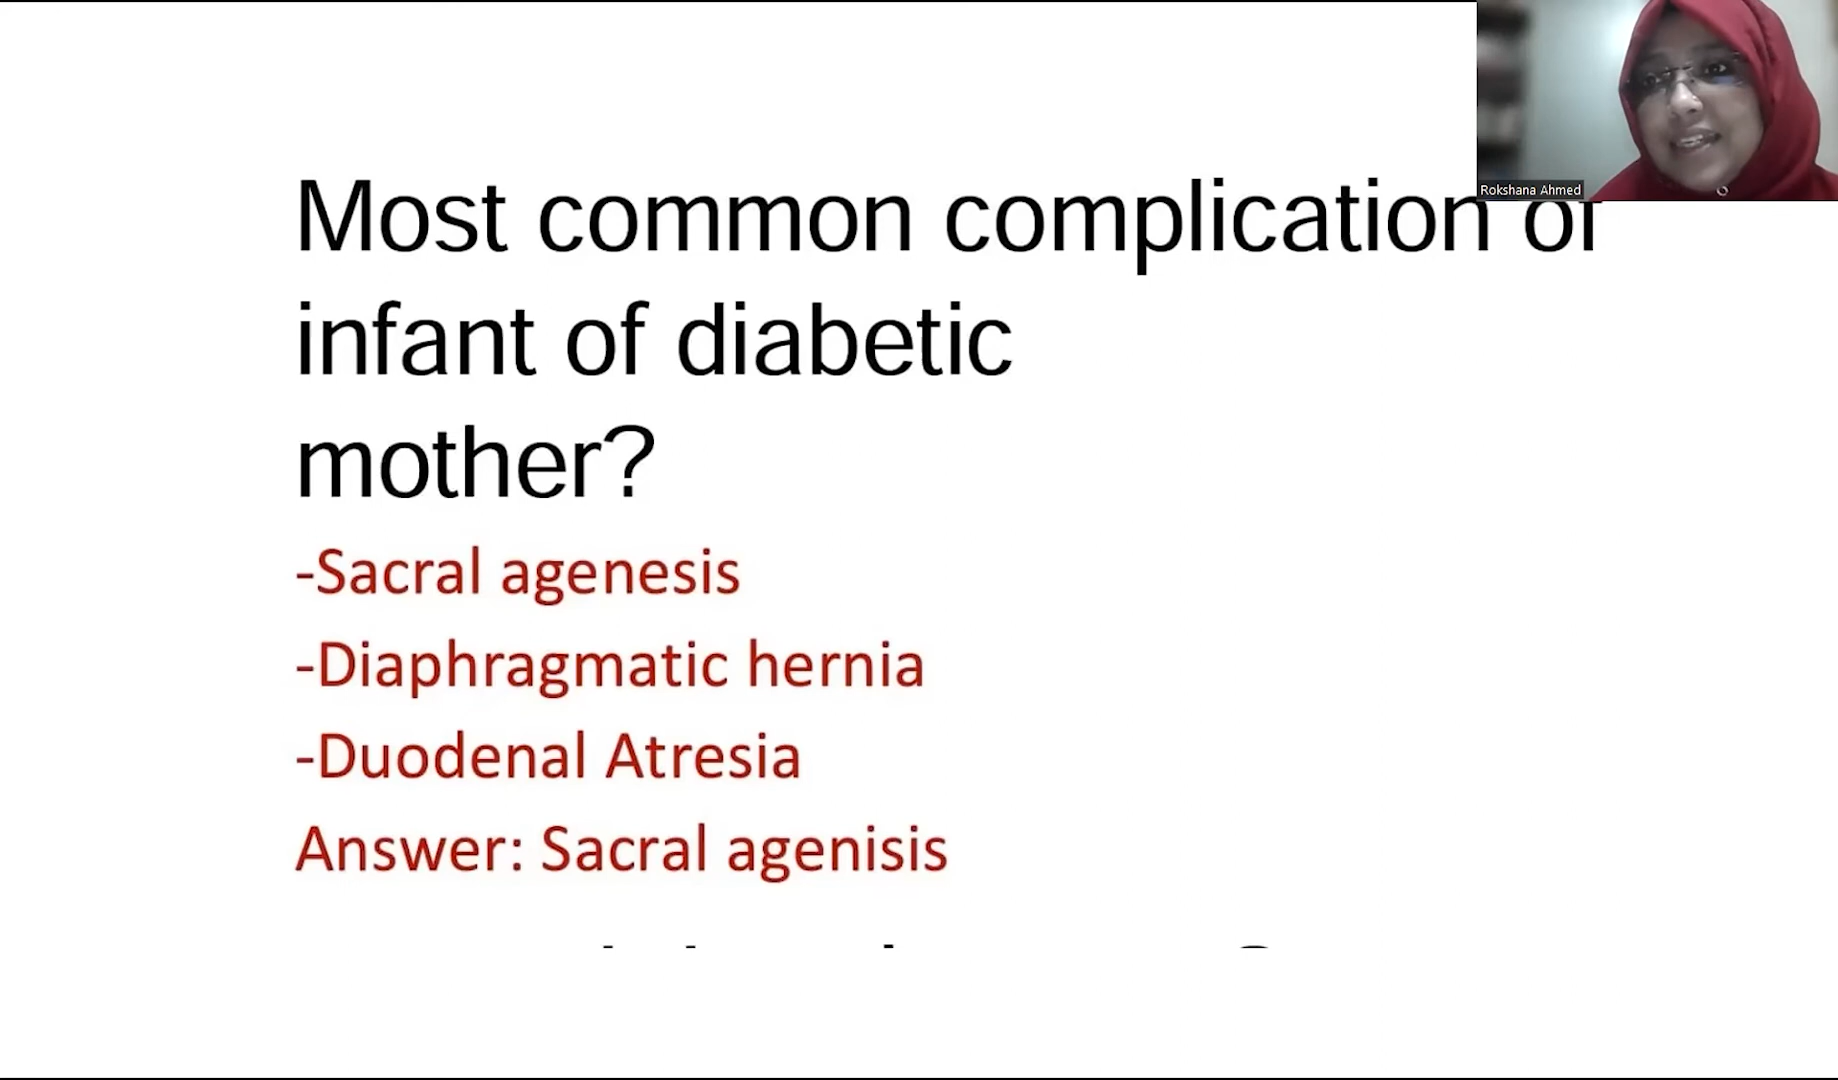 Rokshana Ahmed
Most common complication of
infant of diabetic
mother?
-Sacral agenesis
-Diaphragmatic hernia
-Duodenal Atresia
Answer: Sacral agenisis